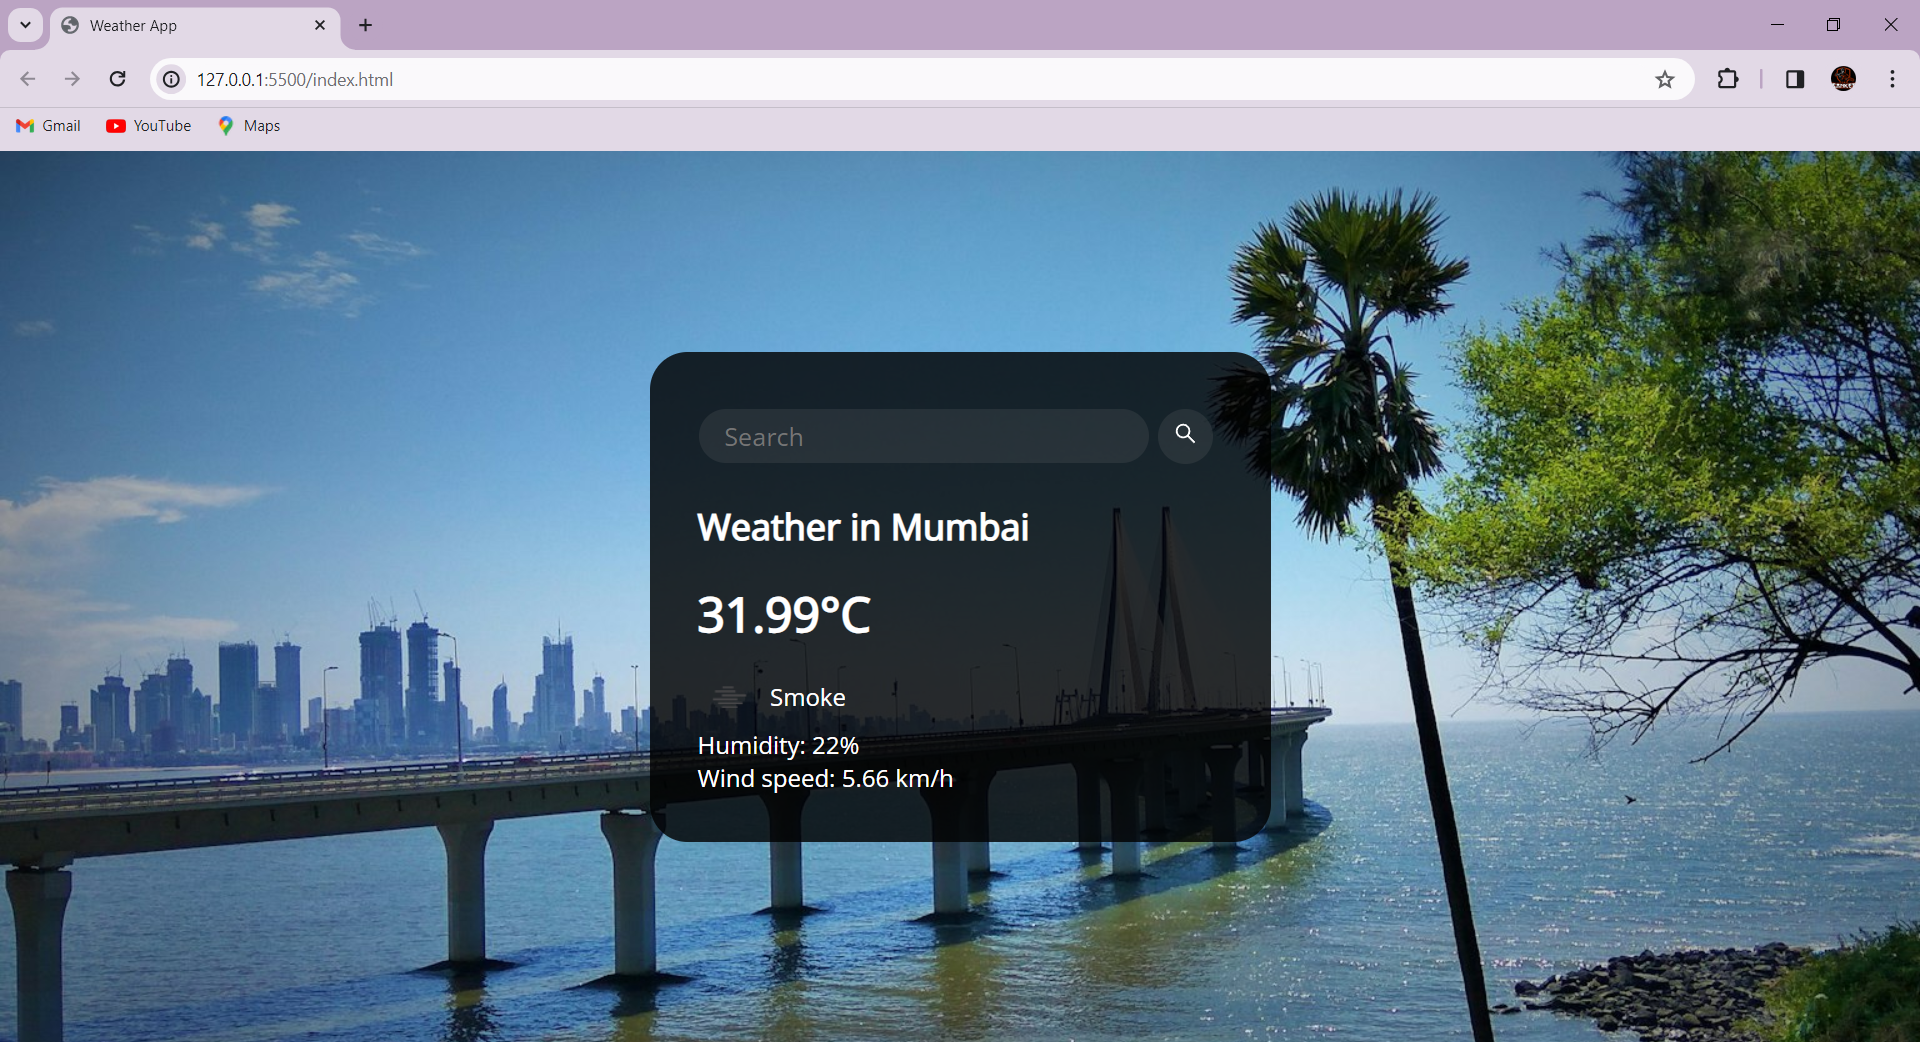 Weather App
127.0.0.1:5500/index.html
Gmail YouTube Maps
Search
Weather in Mumbai
31.99°C
Smoke
Humidity: 22%
Wind speed: 5.66 km/h